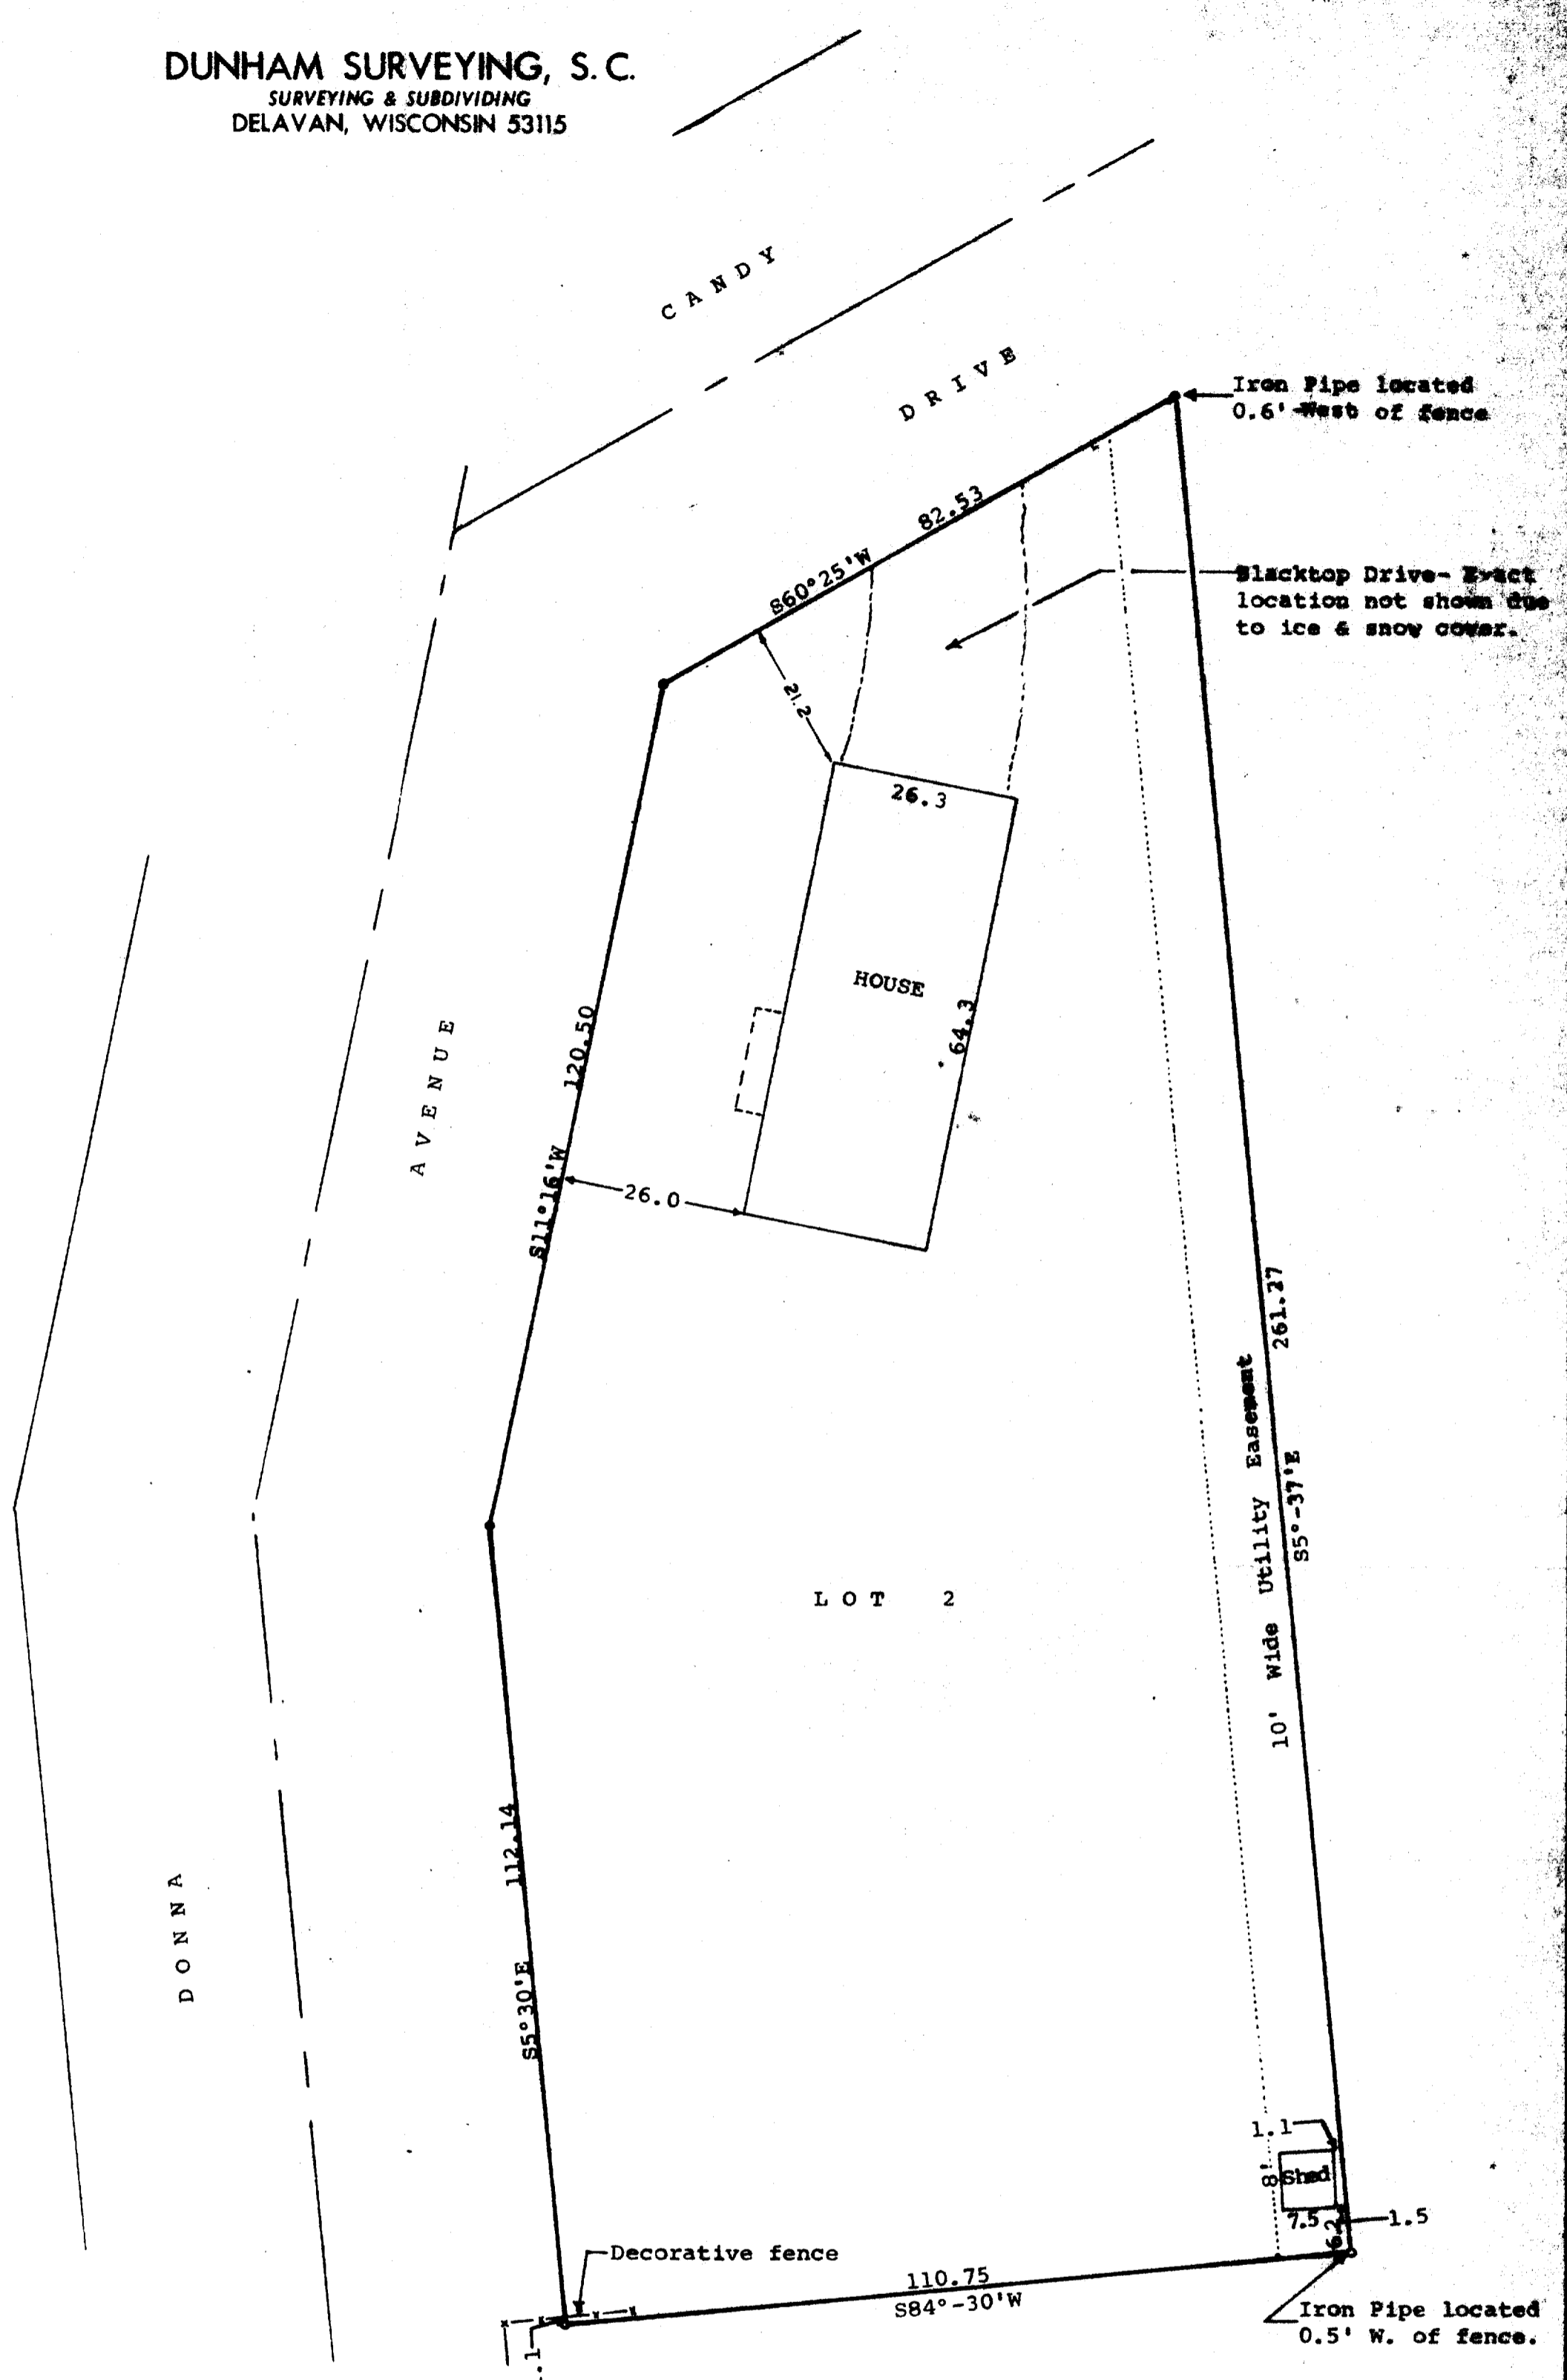 DUNHAM SURVEYING, S.C.
SURVEYING & SUBDIVIDING
DELAVAN, WISCONSIN 53115
CANDY
DRIVE
Iron Pipe located
0.6' West of fence
82.53
S60°25'W
Blacktop Drive- Exact
location not shown due
to ice & snow cover.
21.2
26.3
HOUSE
64.3
120.50
AVENUE
S11°16'W
26.0
261.27
10' Wide Utility Easement
S5°-37'E
LOT 2
112.14
DONNA
S5°30'E
1.1
8'
Shed
7.5
6.2
1.5
Decorative fence
110.75
S84°-30'W
Iron Pipe located
0.5' W. of fence.
.1